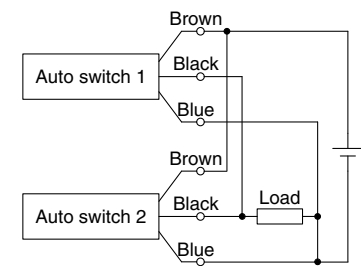 Brown
Auto switch 1
Black
Blue
Brown
Auto switch 2
Black
Load
Blue